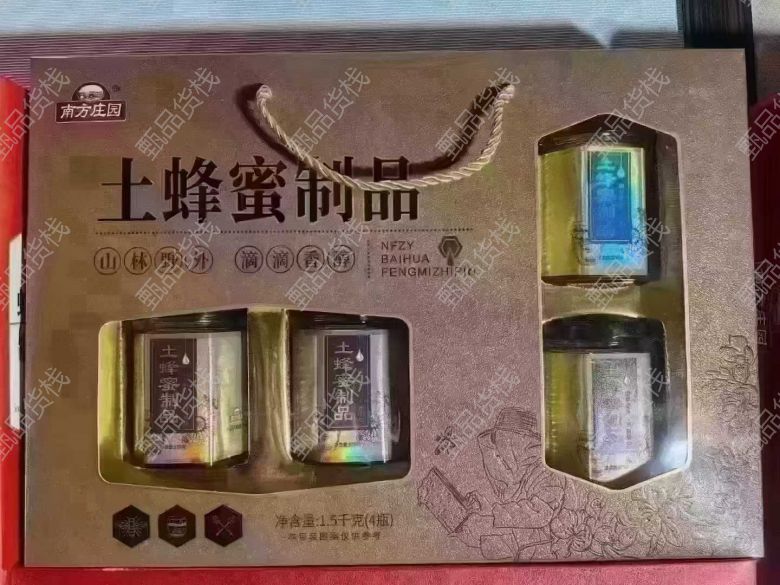 南方庄园
土蜂蜜制品
山林野外 滴滴香醇
NFZY
BAIHUA
FENGMIZHIPIN
土蜂蜜制品
土蜂蜜制品
净含量:1.5千克(4瓶)
甄品货栈